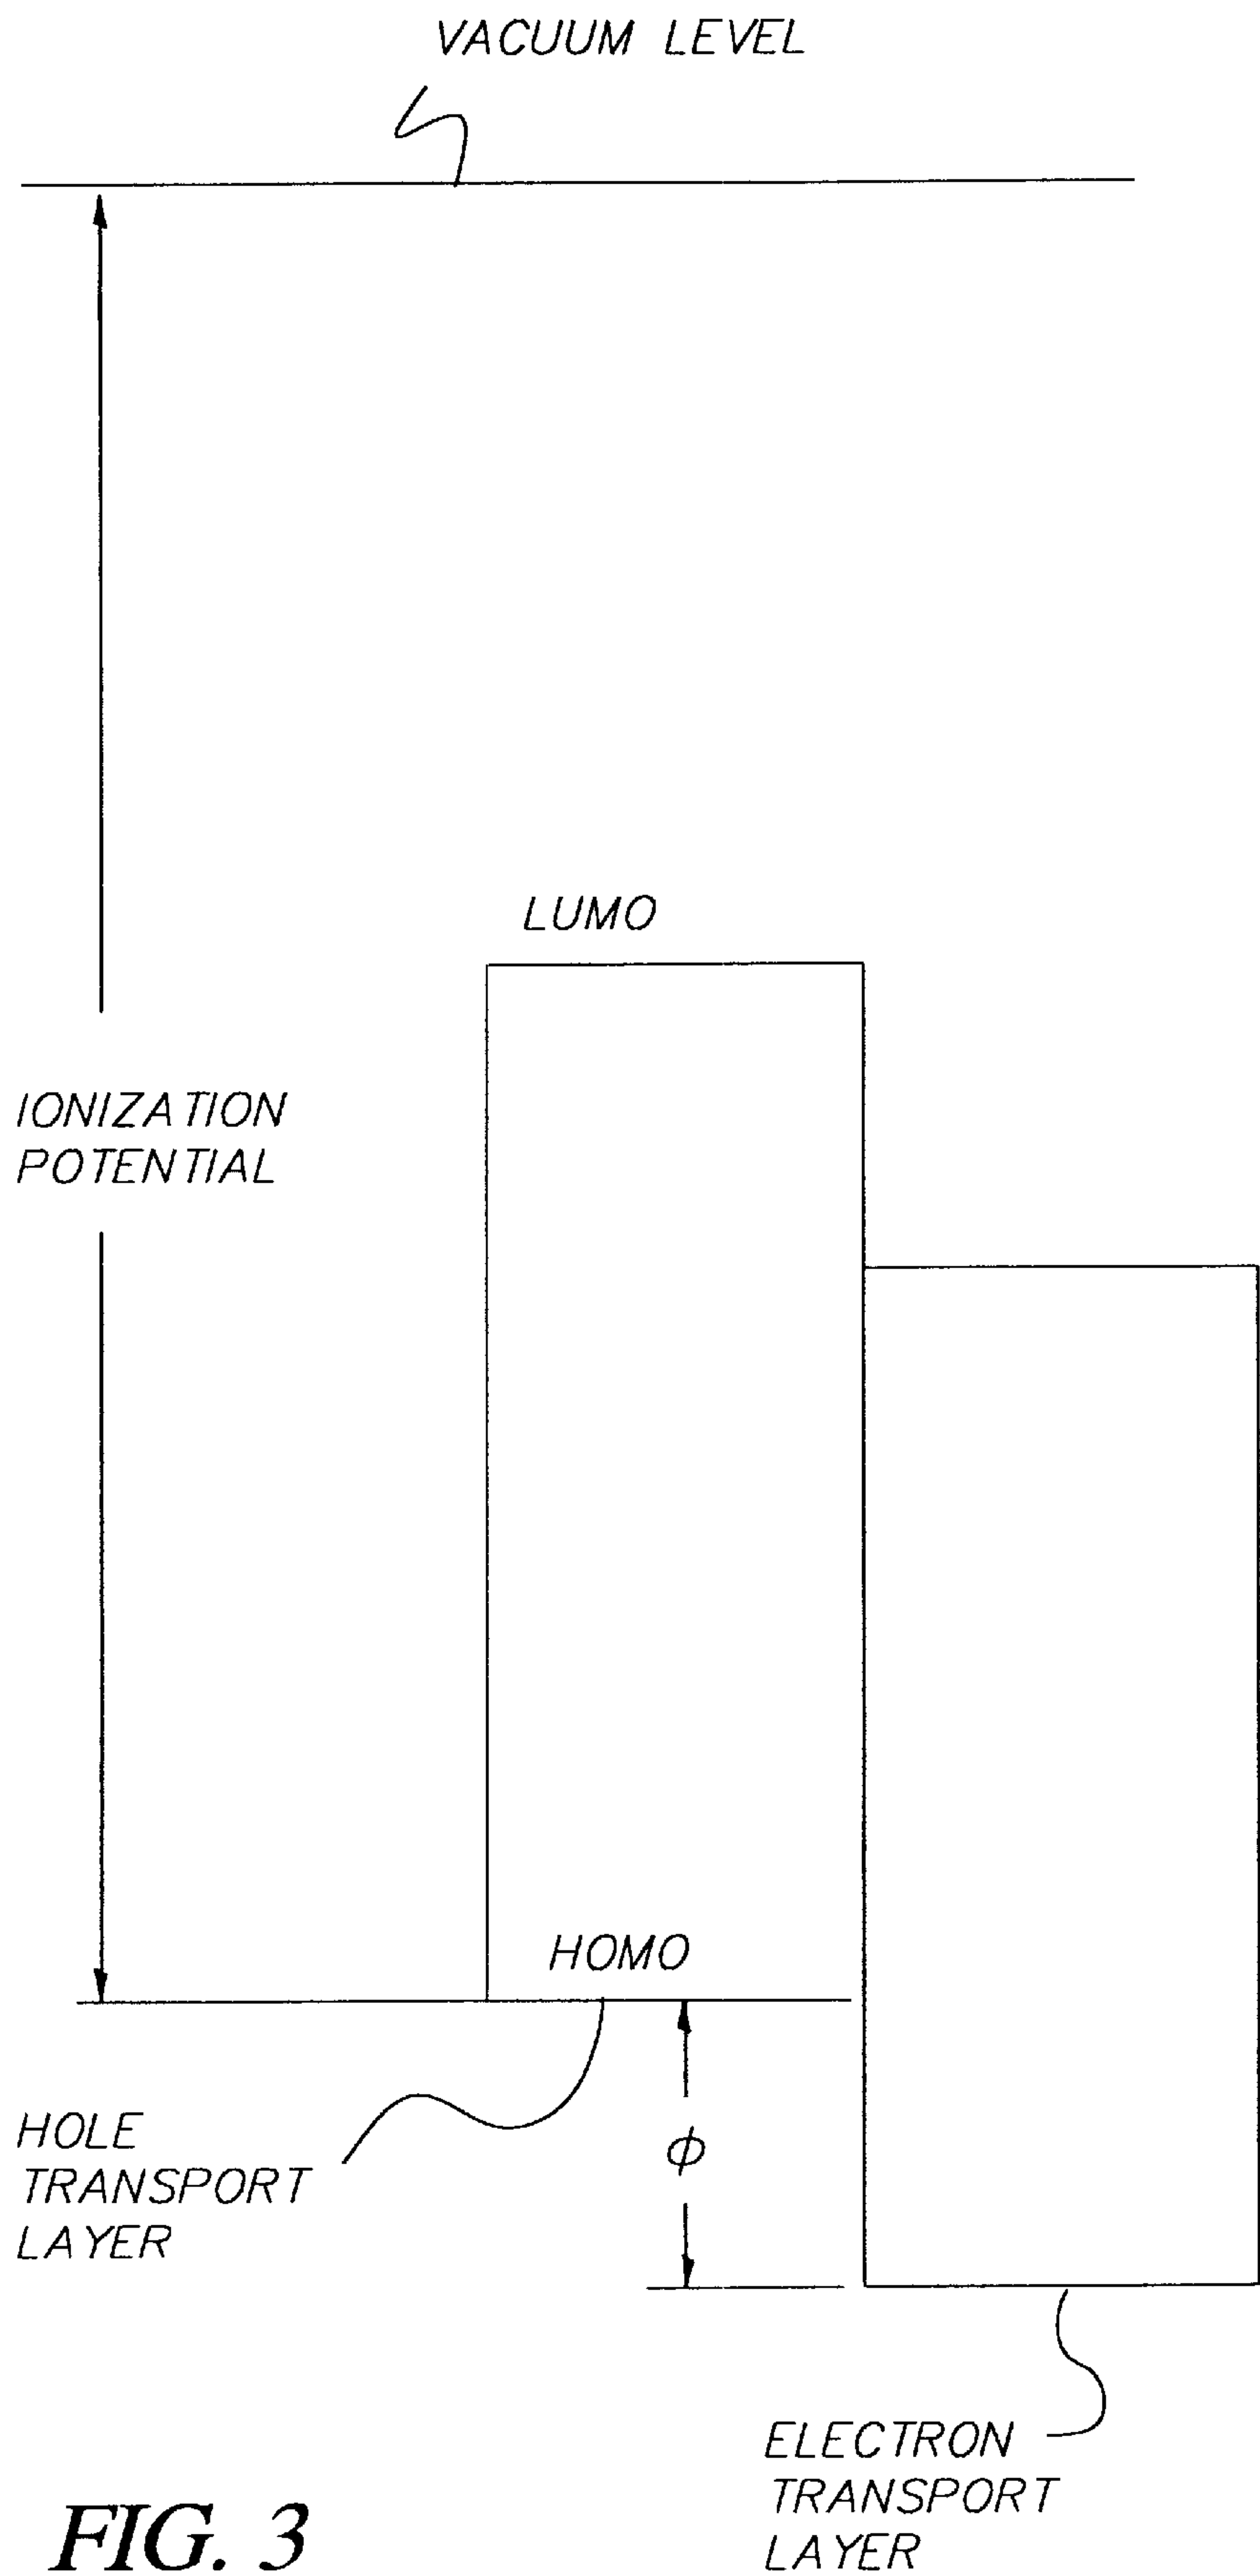 VACUUM LEVEL
LUMO
IONIZATION
POTENTIAL
HOMO
HOLE
TRANSPORT
LAYER
ϕ
ELECTRON
TRANSPORT
LAYER
FIG. 3